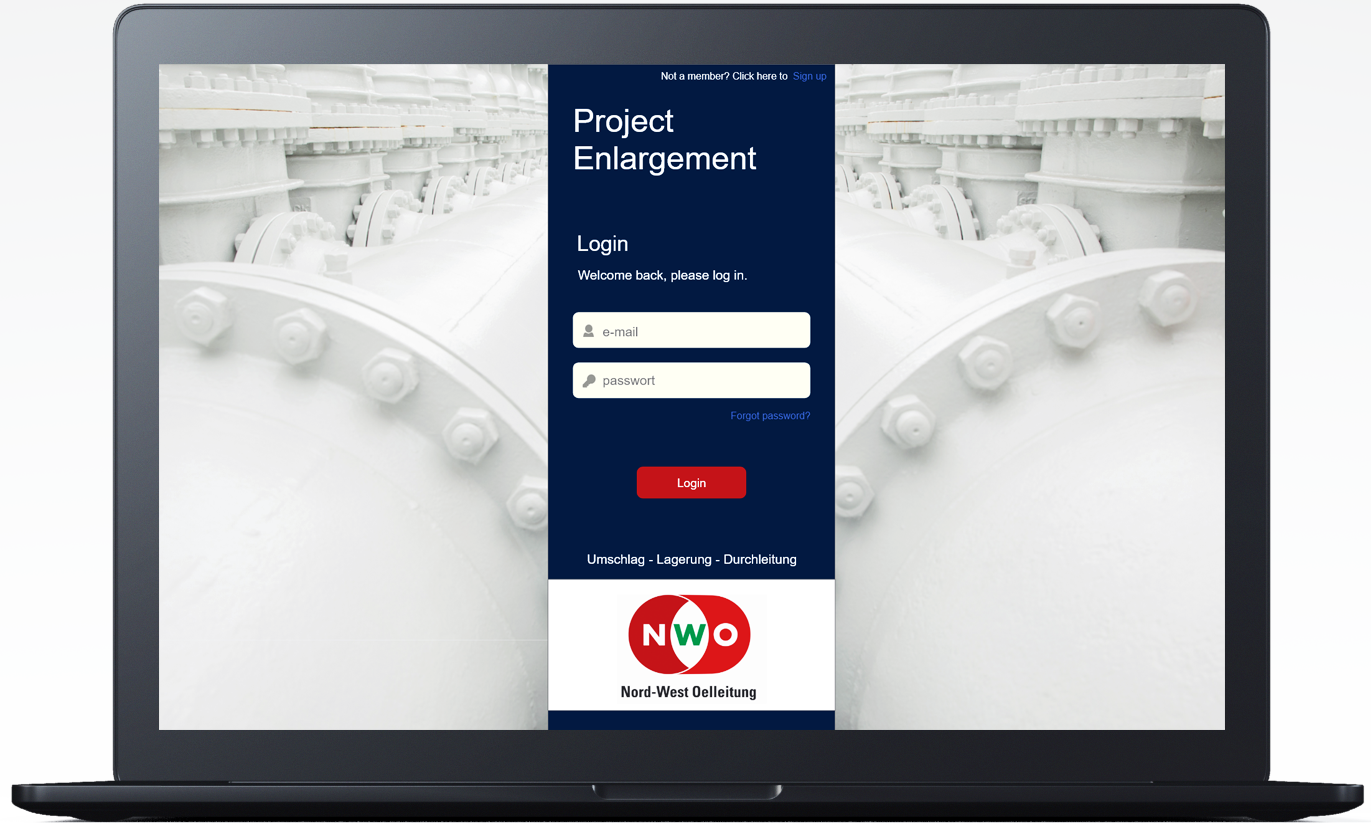 Not a member? Click here to Sign up
Project
Enlargement
Login
Welcome back, please log in.
e-mail
passwort
Forgot password?
Login
Umschlag - Lagerung - Durchleitung
NWO
Nord-West Oelleitung